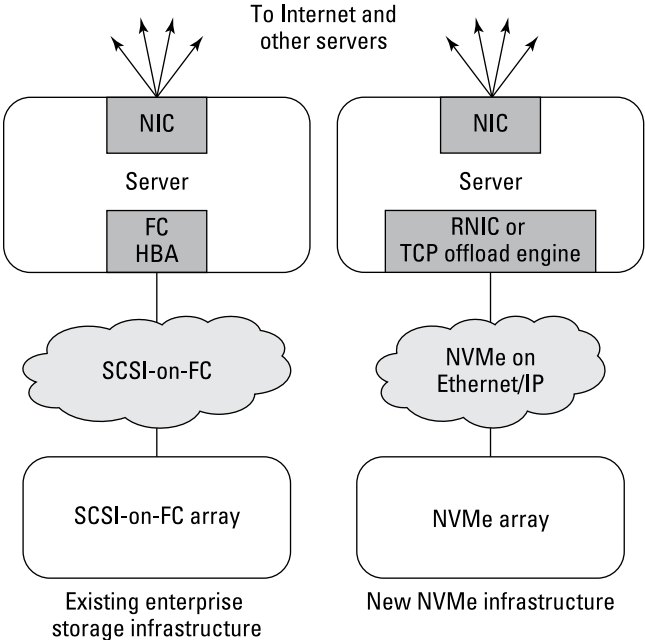 To Internet and
other servers
NIC
Server
FC
HBA
SCSI-on-FC
SCSI-on-FC array
Existing enterprise
storage infrastructure
NIC
Server
RNIC or
TCP offload engine
NVMe on
Ethernet/IP
NVMe array
New NVMe infrastructure